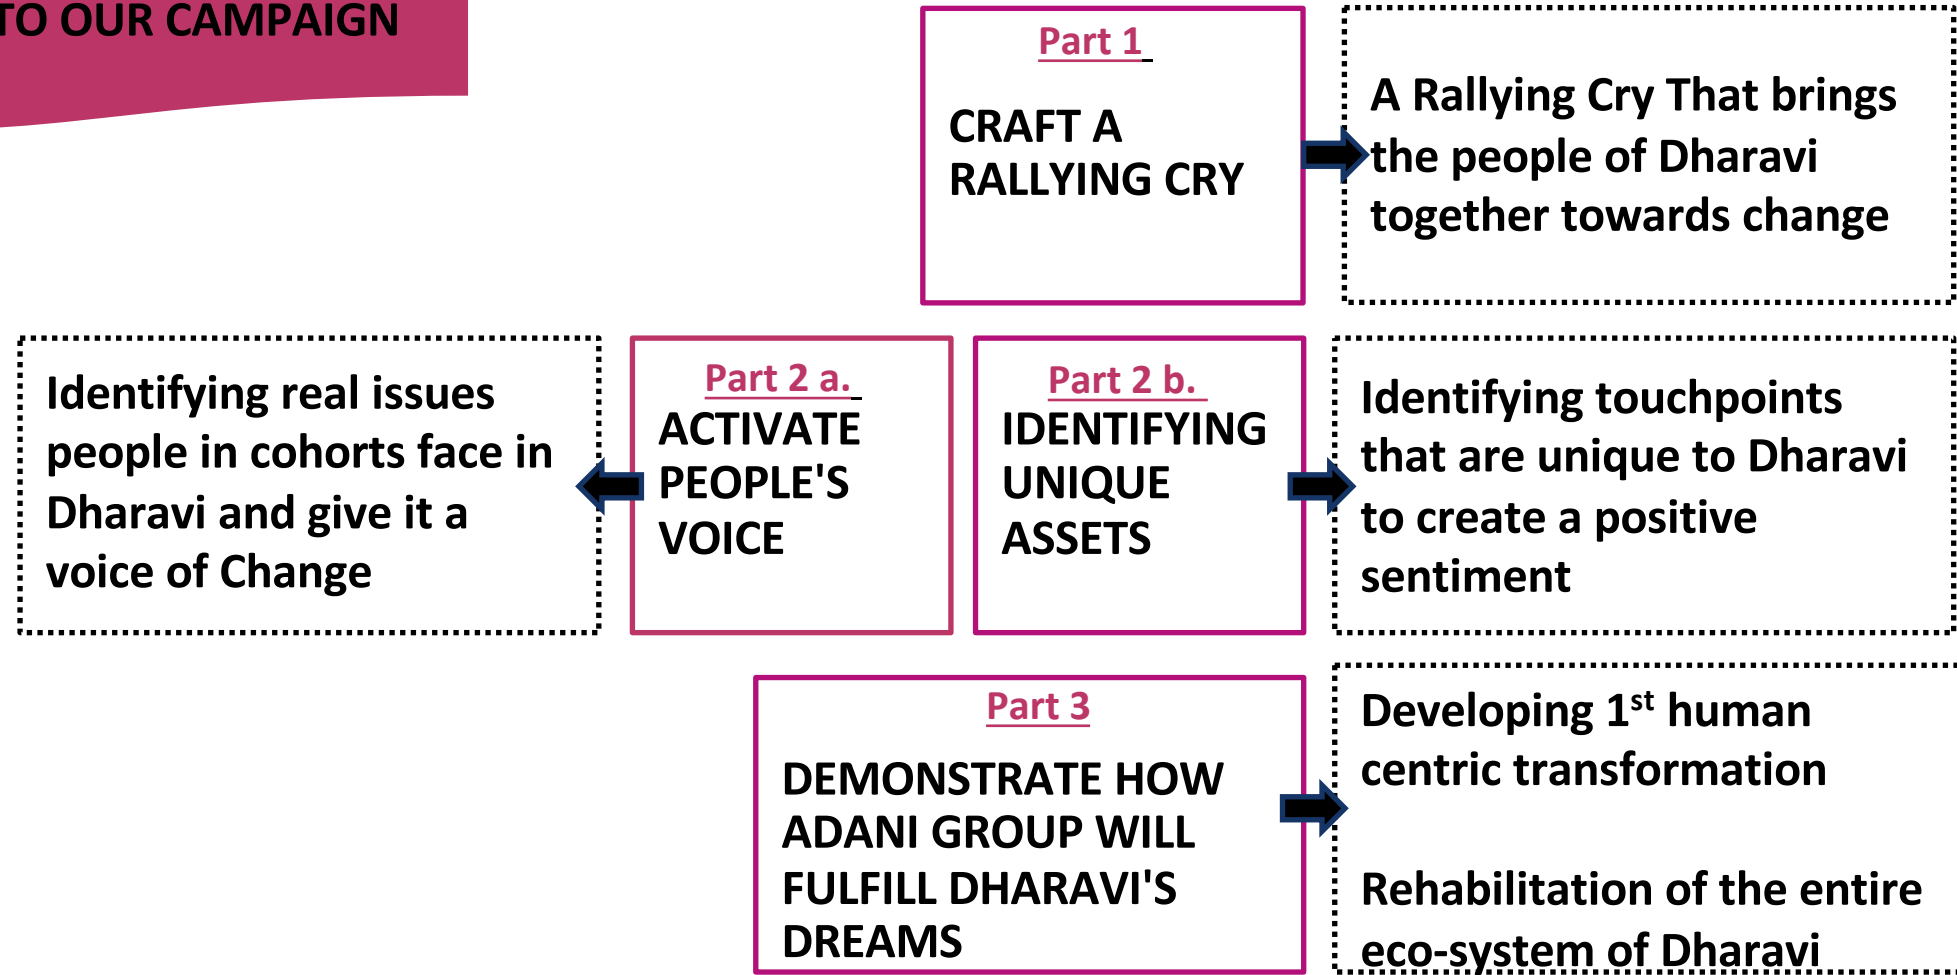 TO OUR CAMPAIGN
Part 1
CRAFT A
RALLYING CRY
A Rallying Cry That brings
the people of Dharavi
together towards change
Identifying real issues
people in cohorts face in
Dharavi and give it a
voice of Change
Part 2 a.
ACTIVATE
PEOPLE'S
VOICE
Part 2 b.
IDENTIFYING
UNIQUE
ASSETS
Identifying touchpoints
that are unique to Dharavi
to create a positive
sentiment
Part 3
DEMONSTRATE HOW
ADANI GROUP WILL
FULFILL DHARAVI'S
DREAMS
Developing 1st human
centric transformation
Rehabilitation of the entire
eco-system of Dharavi